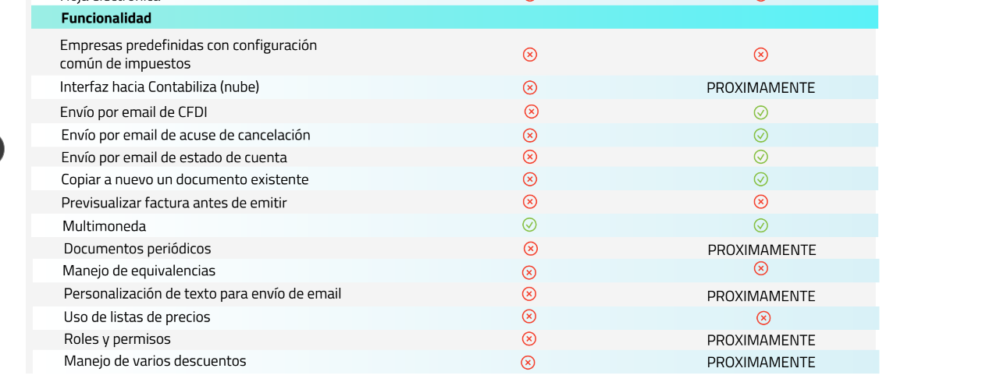 Hoja electrónica
Funcionalidad
Empresas predefinidas con configuración
común de impuestos
Interfaz hacia Contabiliza (nube) PROXIMAMENTE
Envío por email de CFDI
Envío por email de acuse de cancelación
Envío por email de estado de cuenta
Copiar a nuevo un documento existente
Previsualizar factura antes de emitir
Multimoneda
Documentos periódicos PROXIMAMENTE
Manejo de equivalencias
Personalización de texto para envío de email PROXIMAMENTE
Uso de listas de precios
Roles y permisos PROXIMAMENTE
Manejo de varios descuentos PROXIMAMENTE